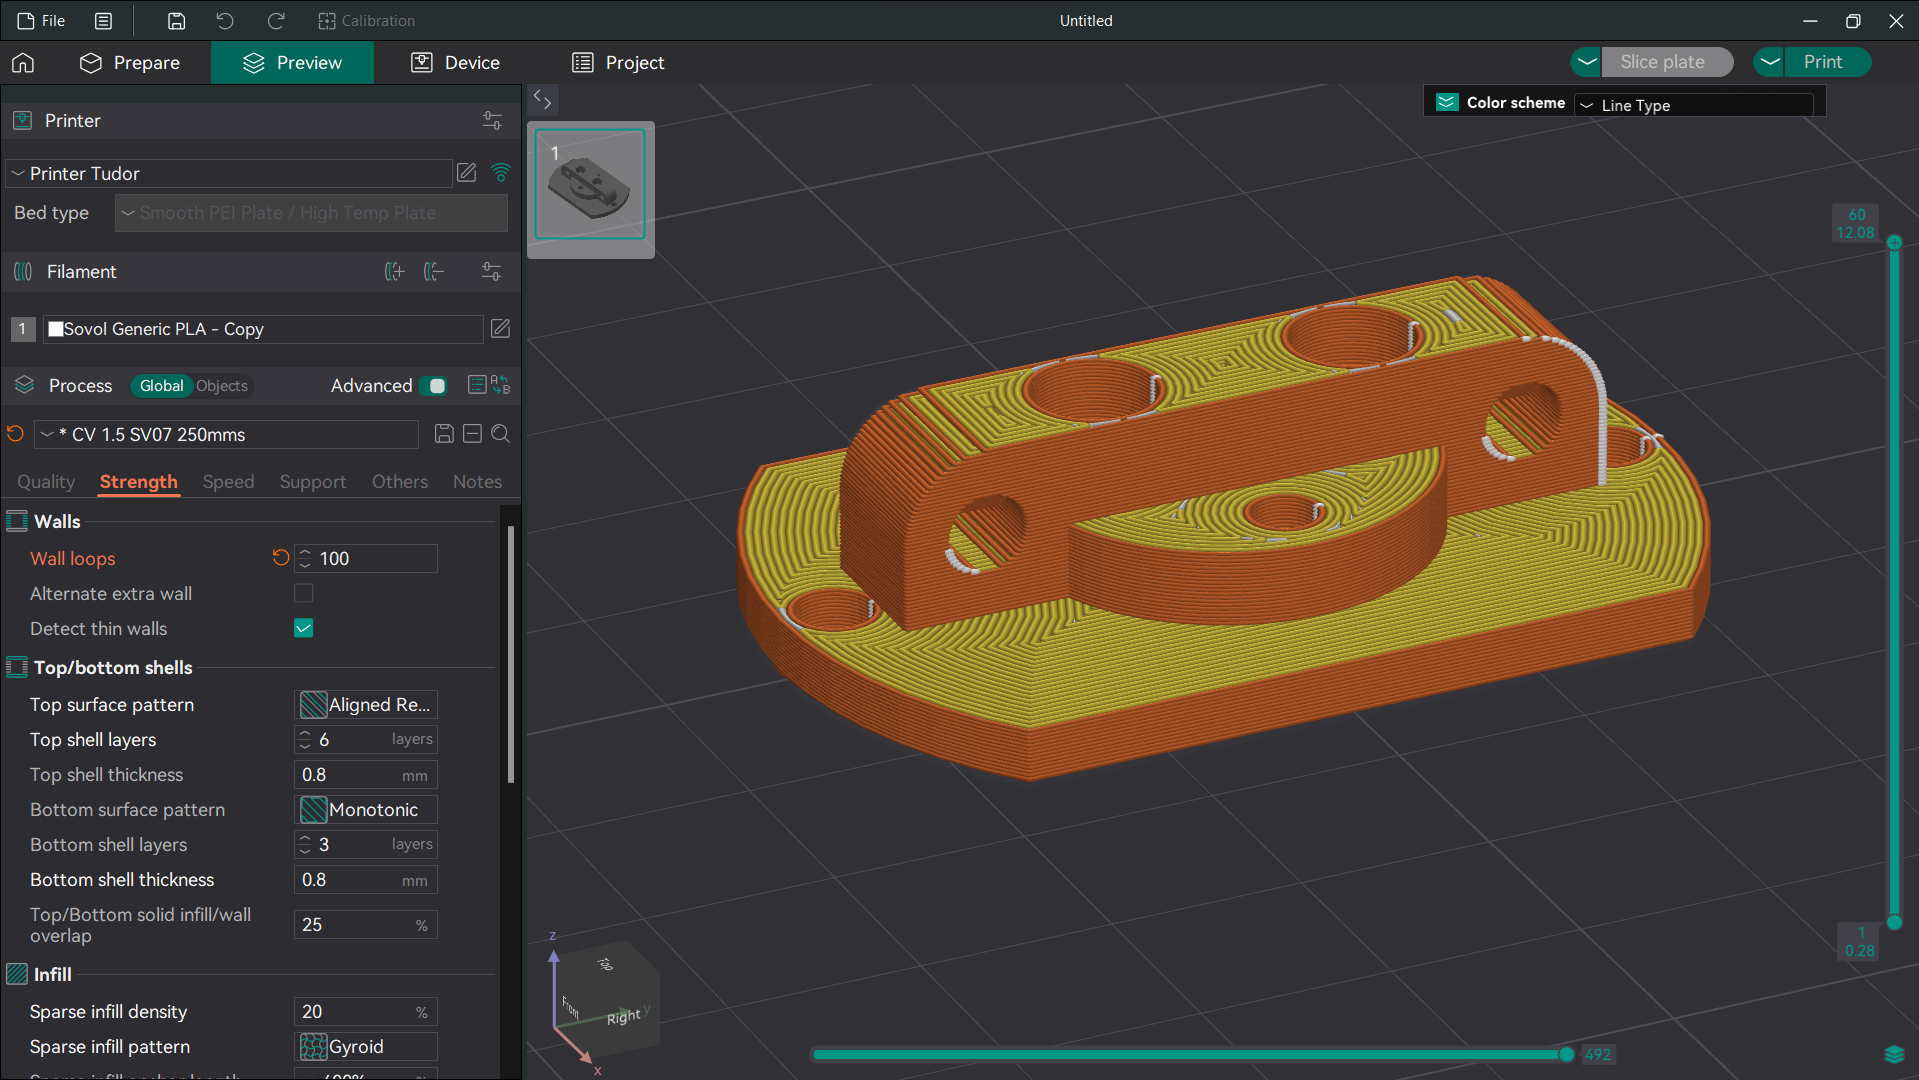 File
Calibration
Untitled
Prepare
Preview
Device
Project
Slice plate
Print
Printer
Color scheme
Line Type
1
Printer Tudor
Bed type
Smooth PEI Plate / High Temp Plate
60
12.08
Filament
1
Sovol Generic PLA - Copy
Process
Global
Objects
Advanced
* CV 1.5 SV07 250mms
Quality
Strength
Speed
Support
Others
Notes
Walls
Wall loops
100
Alternate extra wall
Detect thin walls
Top/bottom shells
Top surface pattern
Aligned Re...
Top shell layers
6 layers
Top shell thickness
0.8 mm
Bottom surface pattern
Monotonic
Bottom shell layers
3 layers
Bottom shell thickness
0.8 mm
Top/Bottom solid infill/wall
overlap
25 %
1
0.28
Infill
Sparse infill density
20 %
Sparse infill pattern
Gyroid
z
Top
Front
Right
y
x
492